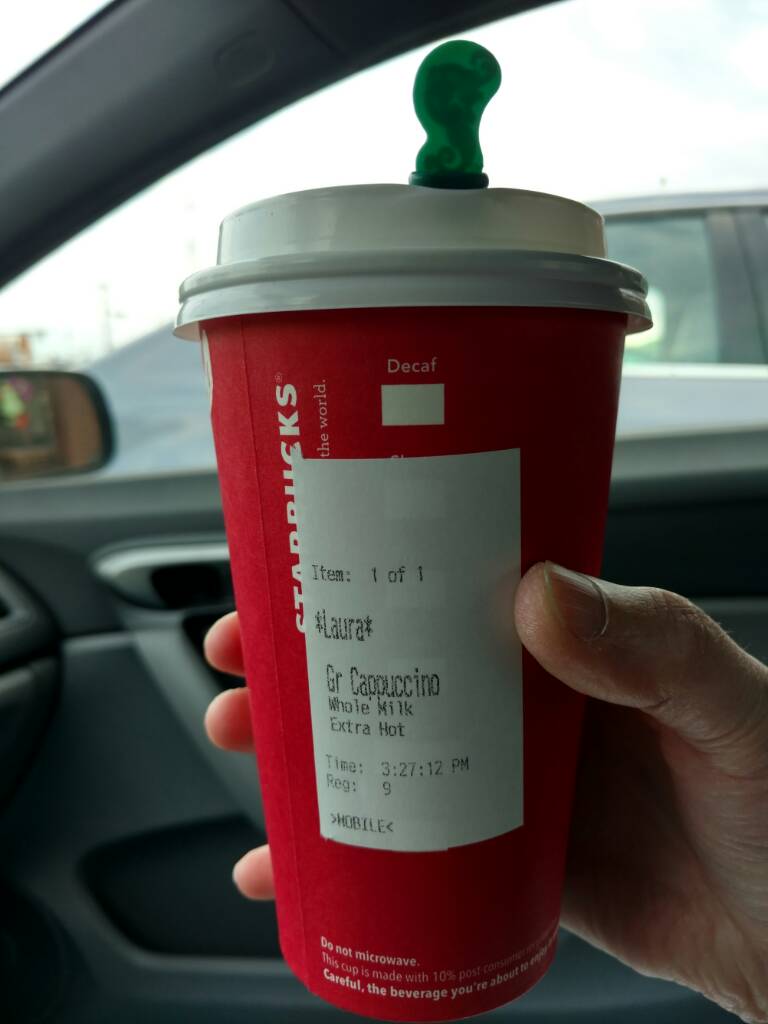 Decaf
STARBUCKS®
the world.
Item: 1 of 1
*Laura*
Gr Cappuccino
Whole Milk
Extra Hot
Time: 3:27:12 PM
Reg: 9
>MOBILE<
Do not microwave.
This cup is made with 10% post-consumer
Careful, the beverage you're about to enjoy